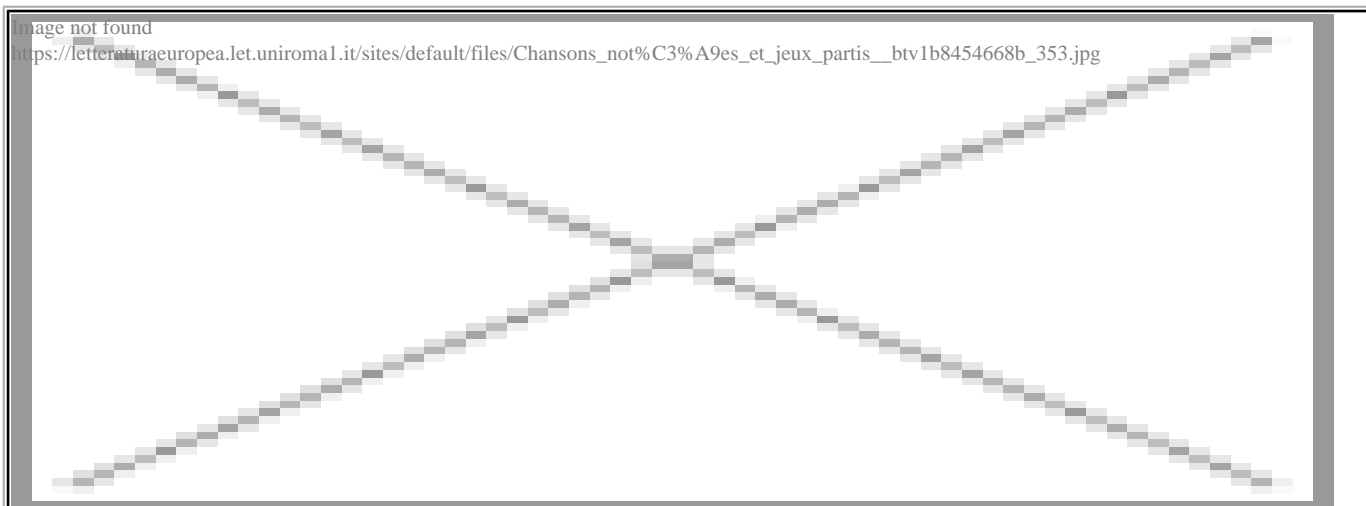 Image not found
https://letteraturaeuropea.let.uniroma1.it/sites/default/files/Chansons_not%C3%A9es_et_jeux_partis__btv1b8454668b_353.jpg